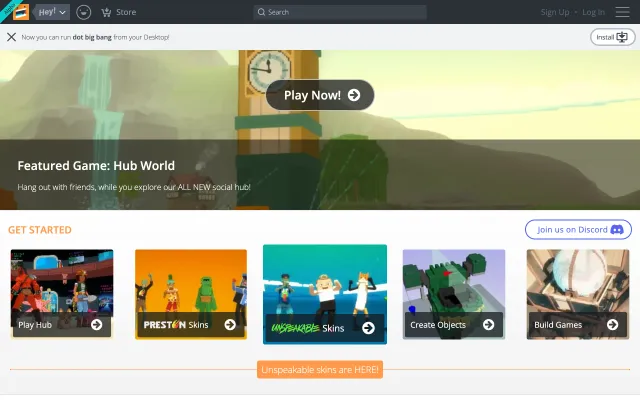 Hey!
Store
Search
Sign Up • Log In
Now you can run dot big bang from your Desktop!
Install
Play Now!
Featured Game: Hub World
Hang out with friends, while you explore our ALL NEW social hub!
GET STARTED
Join us on Discord
Play Hub
PRESTON Skins
UNSPEAKABLE Skins
Create Objects
Build Games
Unspeakable skins are HERE!